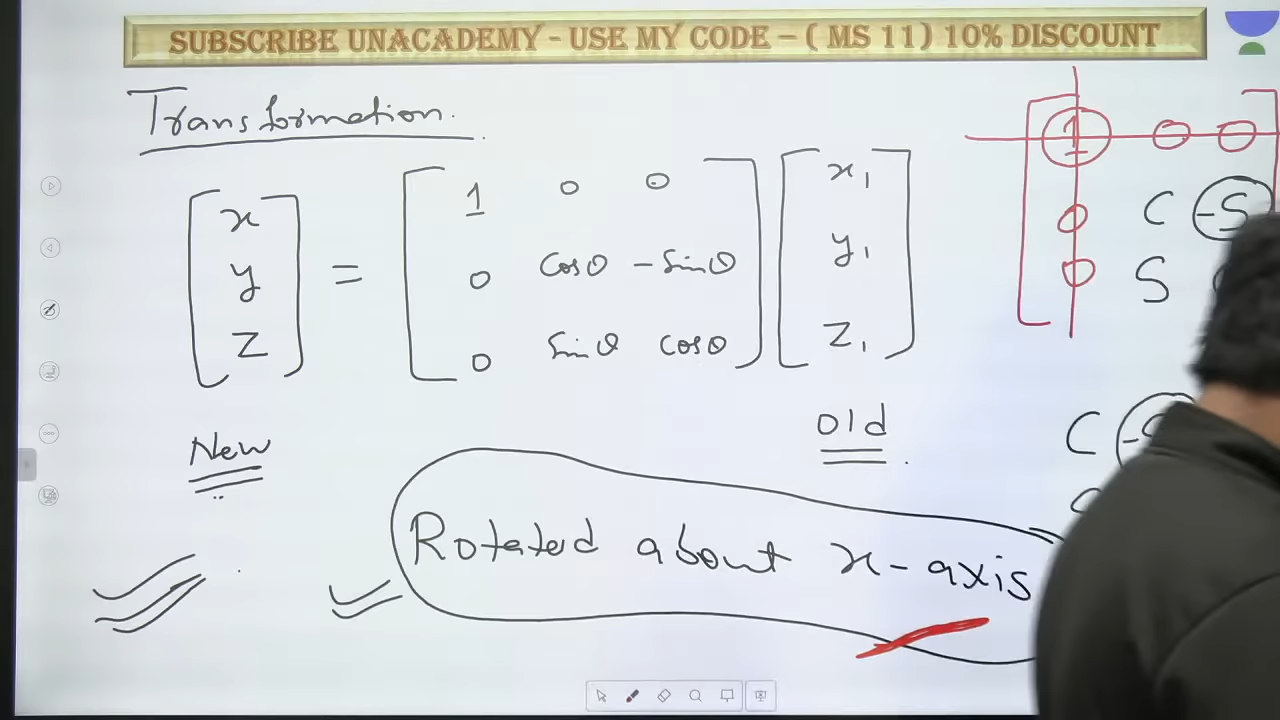 SUBSCRIBE UNACADEMY - USE MY CODE - ( MS 11) 10% DISCOUNT
Transformation.
x
y
z
=
1 0 0
0 cosθ -sinθ
0 sinθ cosθ
x1
y1
z1
New
Old
Rotated about x-axis
1 0 0
0 C -S
0 S
C